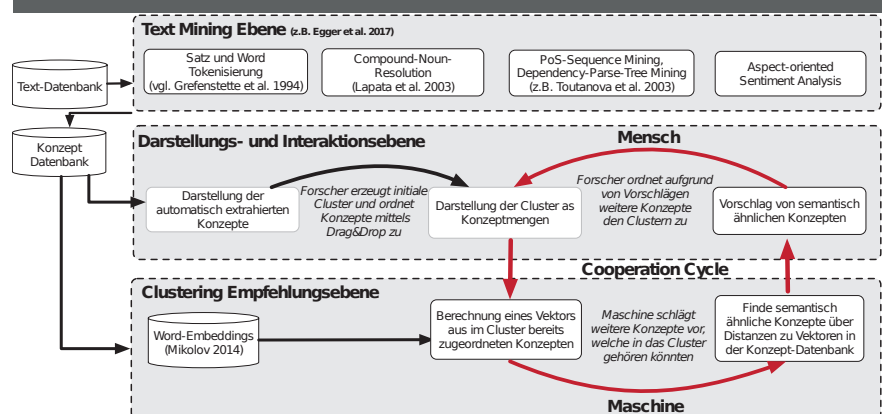 Text Mining Ebene (z.B. Egger et al. 2017)
Satz und Word
Tokenisierung
(vgl. Grefenstette et al. 1994)
Compound-Noun-
Resolution
(Lapata et al. 2003)
PoS-Sequence Mining,
Dependency-Parse-Tree Mining
(z.B. Toutanova et al. 2003)
Aspect-oriented
Sentiment Analysis
Text-Datenbank
Konzept
Datenbank
Darstellungs- und Interaktionsebene
Mensch
Darstellung der
automatisch extrahierten
Konzepte
Forscher erzeugt initiale
Cluster und ordnet
Konzepte mittels
Drag&Drop zu
Darstellung der Cluster as
Konzeptmengen
Forscher ordnet aufgrund
von Vorschlägen
weitere Konzepte
den Clustern zu
Vorschlag von semantisch
ähnlichen Konzepten
Cooperation Cycle
Clustering Empfehlungsebene
Word-Embeddings
(Mikolov 2014)
Berechnung eines Vektors
aus im Cluster bereits
zugeordneten Konzepten
Maschine schlägt
weitere Konzepte vor,
welche in das Cluster
gehören könnten
Finde semantisch
ähnliche Konzepte über
Distanzen zu Vektoren in
der Konzept-Datenbank
Maschine